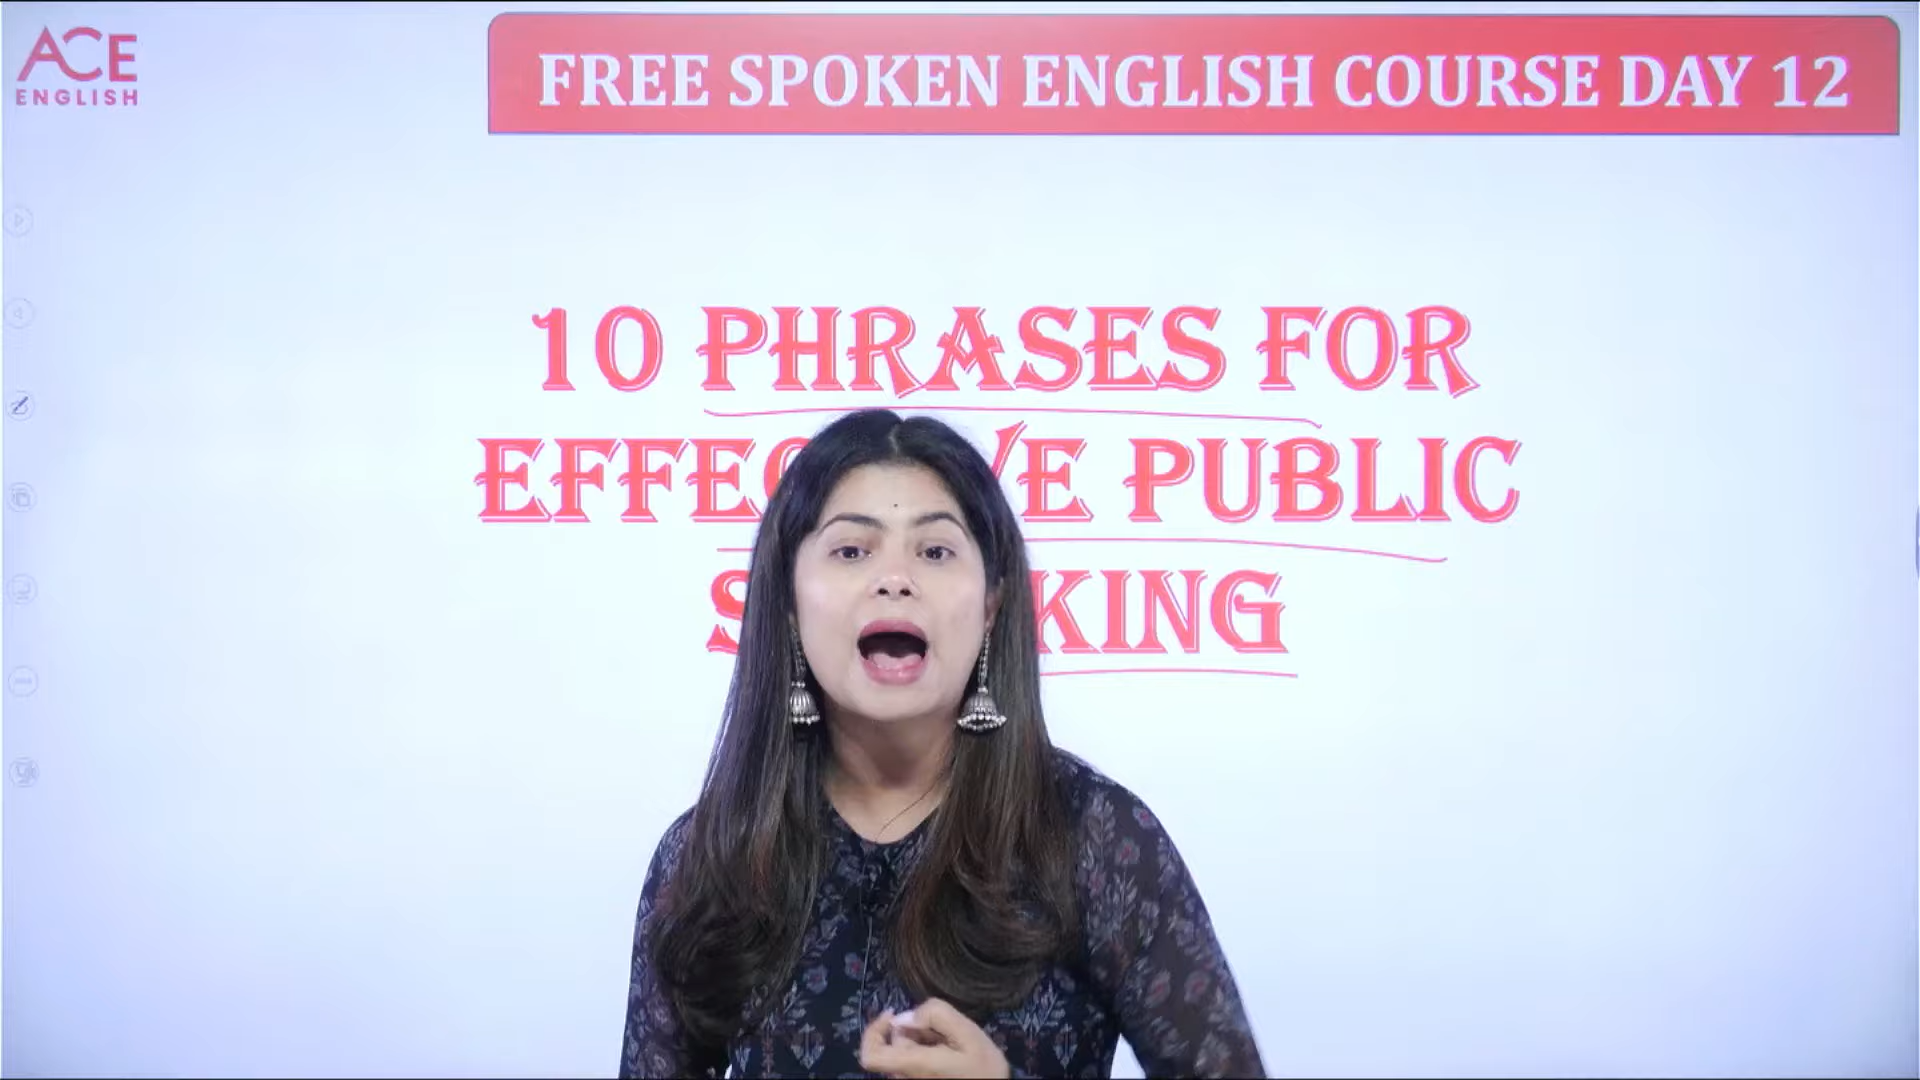 ACE
ENGLISH
FREE SPOKEN ENGLISH COURSE DAY 12
10 PHRASES FOR
PUBLIC